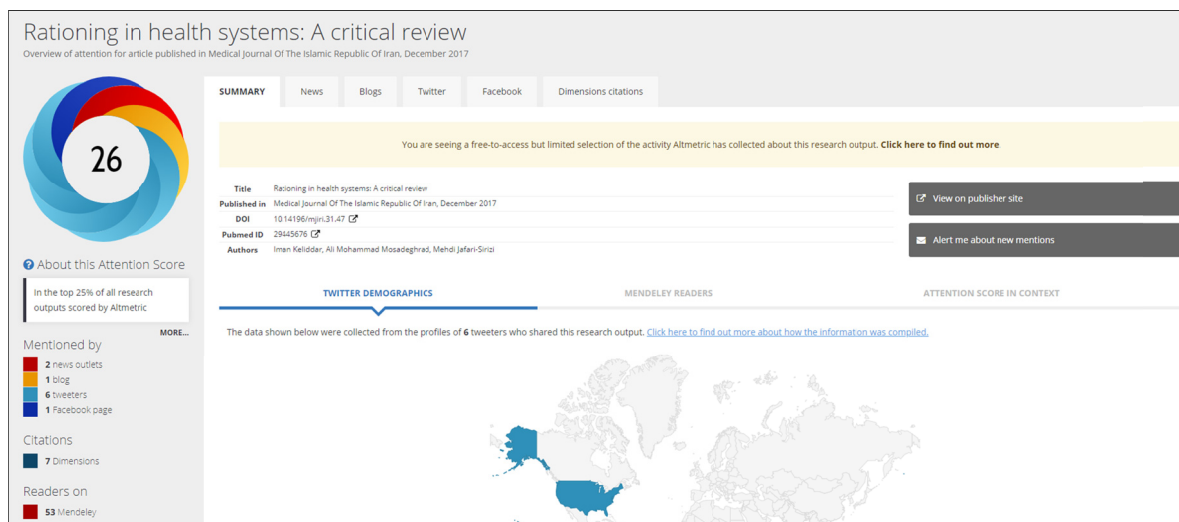 Rationing in health systems: A critical review
Overview of attention for article published in Medical Journal Of The Islamic Republic Of Iran, December 2017
26
About this Attention Score
In the top 25% of all research
outputs scored by Altmetric
MORE...
Mentioned by
2 news outlets
1 blog
6 tweeters
1 Facebook page
Citations
7 Dimensions
Readers on
53 Mendeley
SUMMARY News Blogs Twitter Facebook Dimensions citations
You are seeing a free-to-access but limited selection of the activity Altmetric has collected about this research output. Click here to find out more.
Title Rationing in health systems: A critical review
Published in Medical Journal Of The Islamic Republic Of Iran, December 2017
DOI 10.14196/mjiri.31.47
Pubmed ID 29445676
Authors Iman Keliddar, Ali Mohammad Mosadeghrad, Mehdi Jafari-Sirizi
View on publisher site
Alert me about new mentions
TWITTER DEMOGRAPHICS MENDELEY READERS ATTENTION SCORE IN CONTEXT
The data shown below were collected from the profiles of 6 tweeters who shared this research output. Click here to find out more about how the information was compiled.